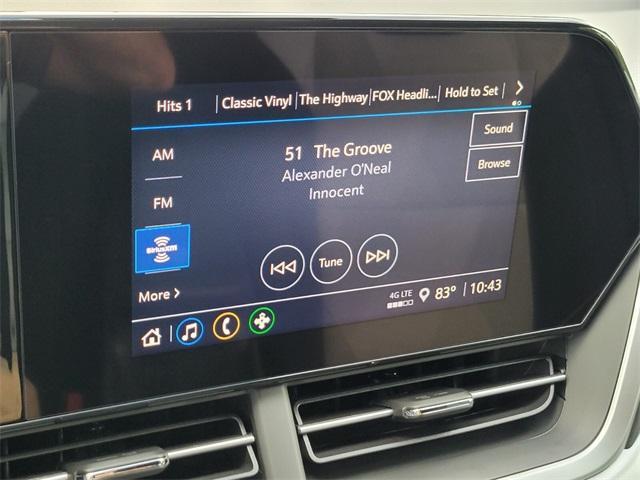 Hits 1 | Classic Vinyl | The Highway | FOX Headli... | Hold to Set
AM
51 The Groove
Sound
Alexander O'Neal
Browse
FM
Innocent
SiriusXM
Tune
More >
4G LTE 83° 10:43